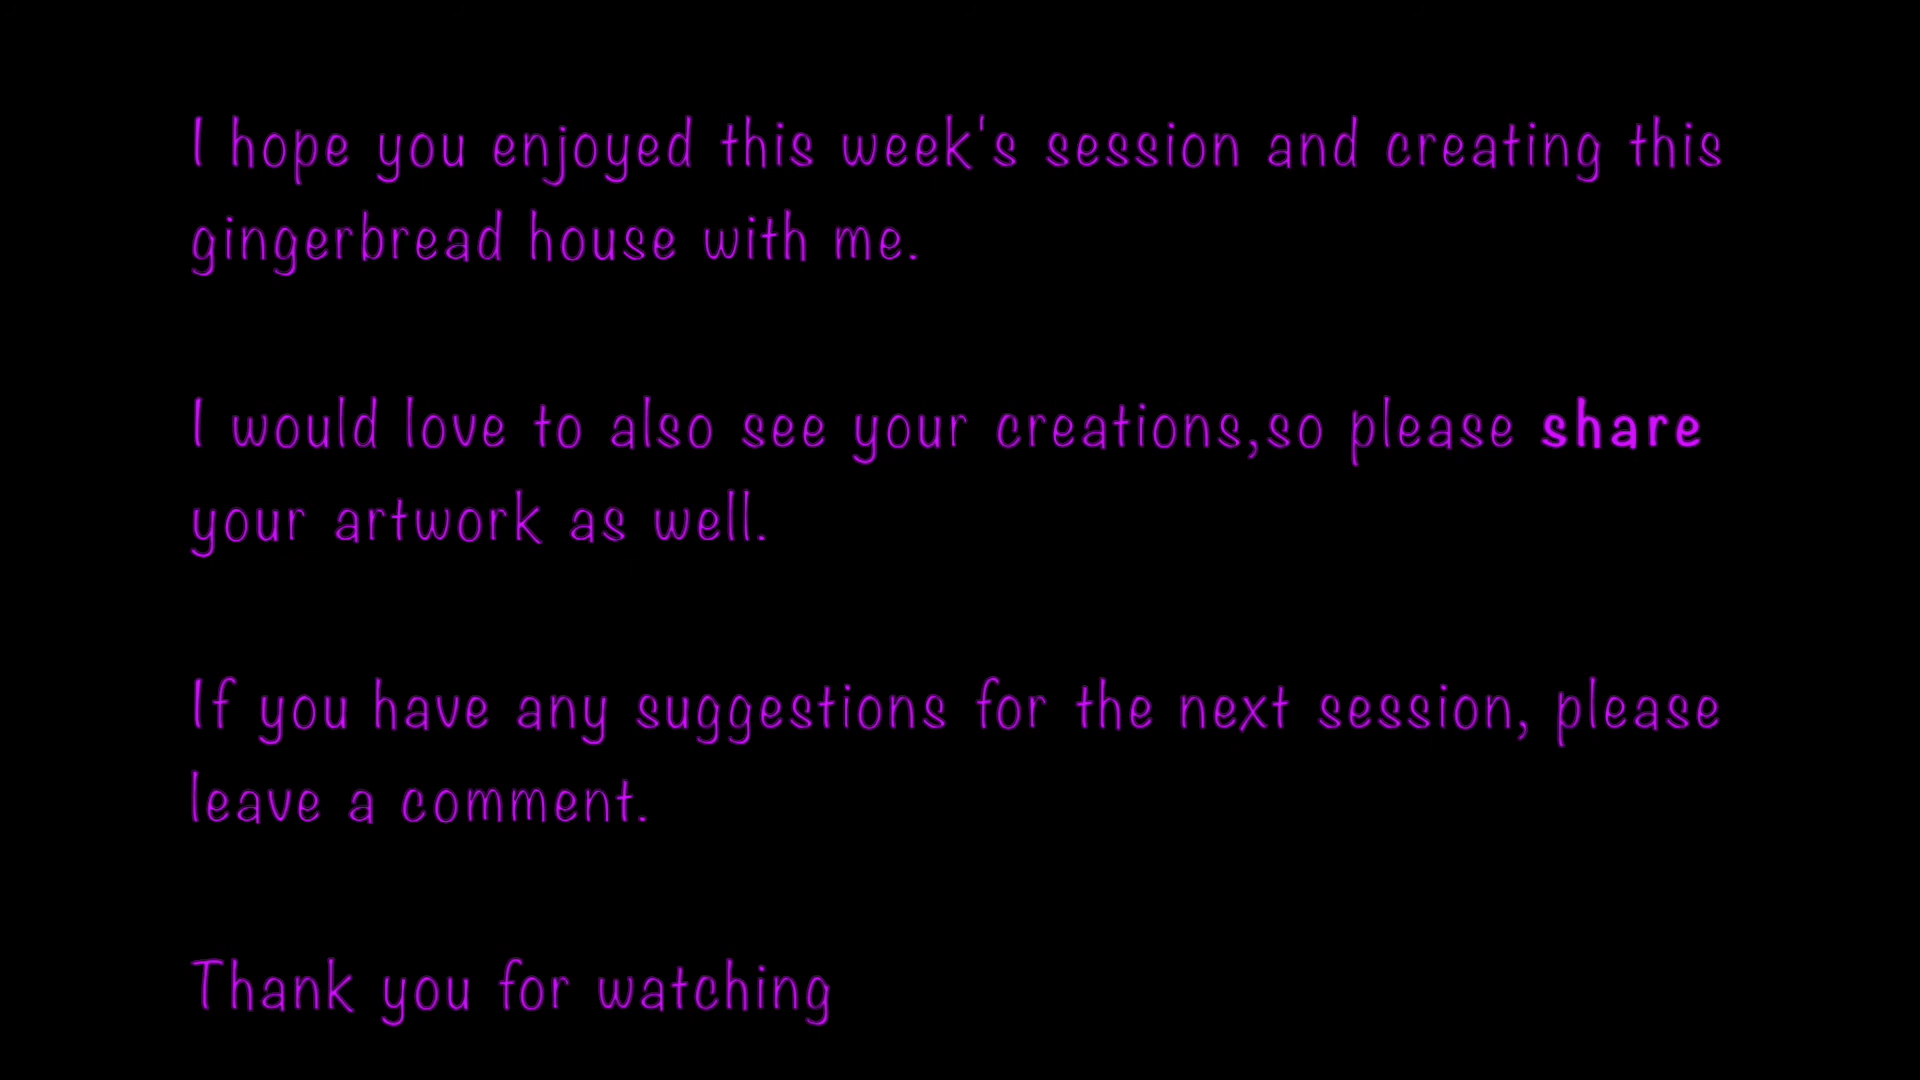 I hope you enjoyed this week's session and creating this
gingerbread house with me.
I would love to also see your creations,so please share
your artwork as well.
If you have any suggestions for the next session, please
leave a comment.
Thank you for watching